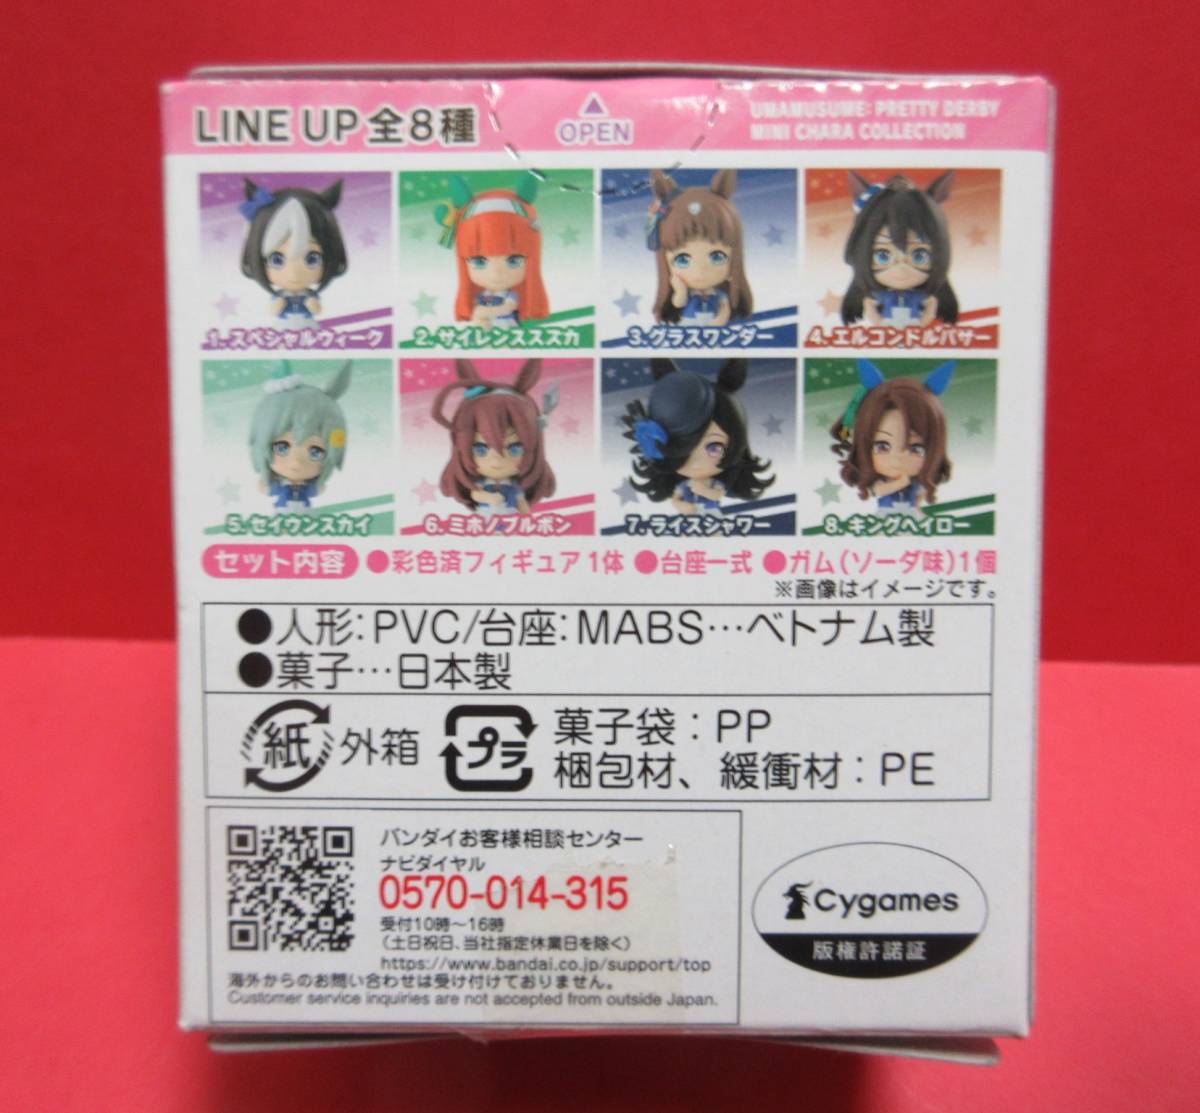 LINE UP 全8種
OPEN
UMAMUSUME: PRETTY DERBY
MINI CHARA COLLECTION
1.スペシャルウィーク
2.サイレンススズカ
3.グラスワンダー
4.エルコンドルパサー
5.セイウンスカイ
6.ミホノブルボン
7.ライスシャワー
8.キングヘイロー
セット内容 ●彩色済フィギュア1体 ●台座一式 ●ガム(ソーダ味)1個
※画像はイメージです。
●人形:PVC/台座:MABS…ベトナム製
●菓子…日本製
紙 外箱
プラ 菓子袋:PP
梱包材、緩衝材:PE
バンダイお客様相談センター
ナビダイヤル
0570-014-315
受付10時〜16時
(土日祝日、当社指定休業日を除く)
https://www.bandai.co.jp/support/top
海外からのお問い合わせは受け付けておりません。
Customer service inquiries are not accepted from outside Japan.
Cygames
版権許諾証